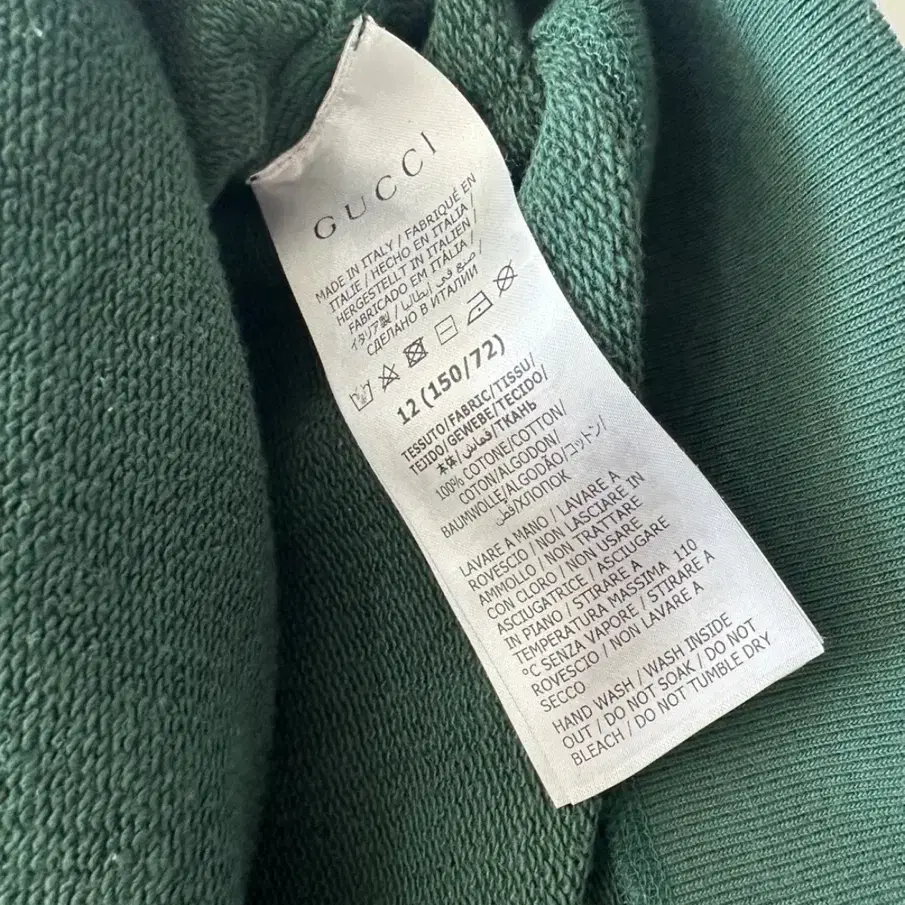 GUCCI
MADE IN ITALY / FABRIQUÉ EN
ITALIE / HECHO EN ITALIA /
HERGESTELLT IN ITALIEN /
FABRICADO EM ITÁLIA /
イタリア製 / صنع في ايطاليا /
СДЕЛАНО В ИТАЛИИ
12 (150/72)
TESSUTO/FABRIC/TISSU/
TEJIDO/GEWEBE/TECIDO/
本体/قماش/ТКАНЬ
100% COTONE/COTTON/
COTON/ALGODON/
BAUMWOLLE/ALGODÃO/コットン/
قطن/ХЛОПОК
LAVARE A MANO / LAVARE A
ROVESCIO / NON LASCIARE IN
AMMOLLO / NON TRATTARE
CON CLORO / NON USARE
ASCIUGATRICE / ASCIUGARE
IN PIANO / STIRARE A
TEMPERATURA MASSIMA 110
°C SENZA VAPORE / STIRARE A
ROVESCIO / NON LAVARE A
SECCO
HAND WASH / WASH INSIDE
OUT / DO NOT SOAK / DO NOT
BLEACH / DO NOT TUMBLE DRY